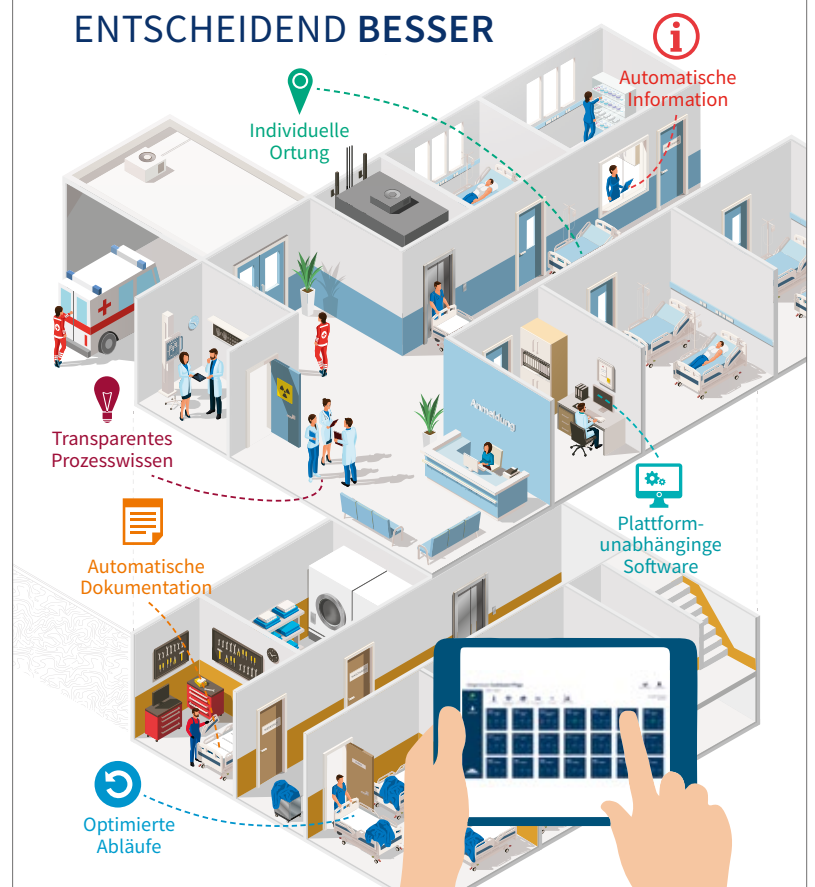 ENTSCHEIDEND BESSER
Automatische
Information
Individuelle
Ortung
Anmeldung
Transparentes
Prozesswissen
Plattform-
unabhänginge
Software
Automatische
Dokumentation
Optimierte
Abläufe